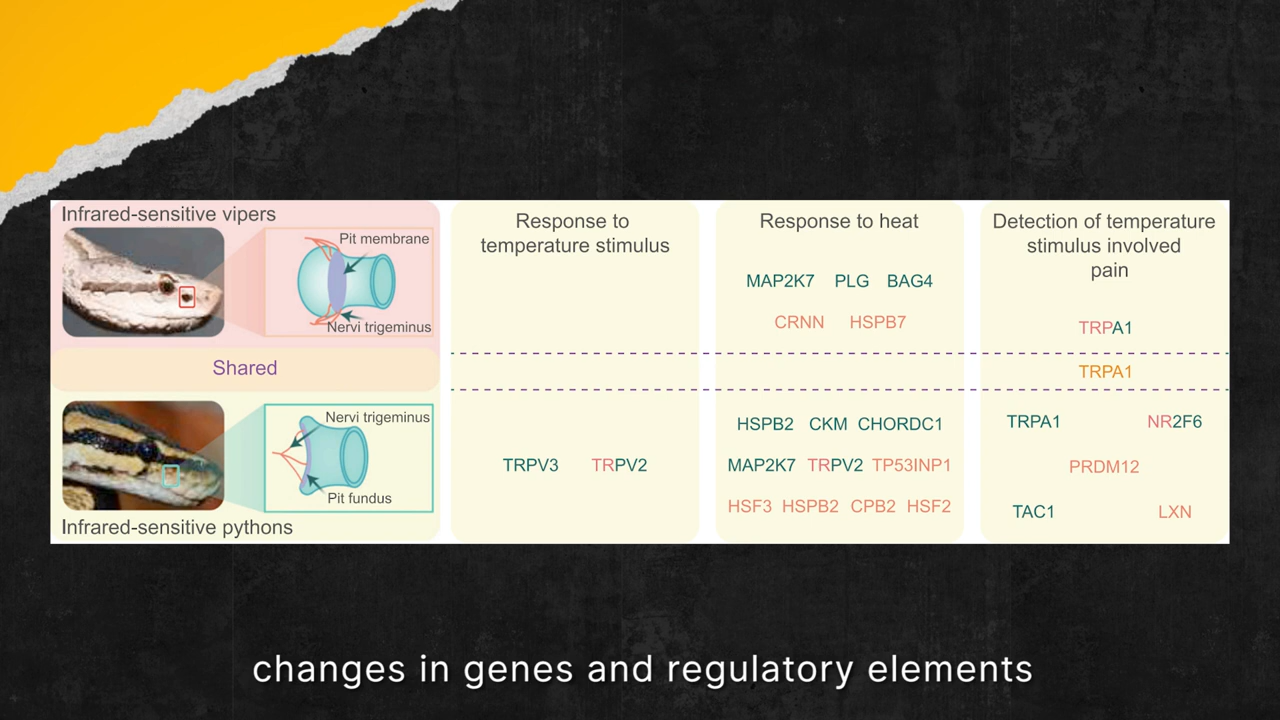 Infrared-sensitive vipers
Pit membrane
Nervi trigeminus
Shared
Nervi trigeminus
Pit fundus
Infrared-sensitive pythons
Response to
temperature stimulus
TRPV3 TRPV2
Response to heat
MAP2K7 PLG BAG4
CRNN HSPB7
HSPB2 CKM CHORDC1
MAP2K7 TRPV2 TP53INP1
HSF3 HSPB2 CPB2 HSF2
Detection of temperature
stimulus involved
pain
TRPA1
TRPA1
TRPA1 NR2F6
PRDM12
TAC1 LXN
changes in genes and regulatory elements